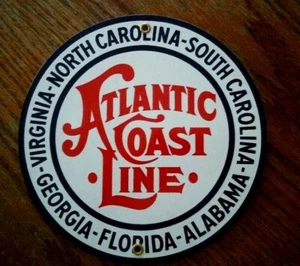 VIRGINIA-NORTH CAROLINA-SOUTH CAROLINA-
ATLANTIC
COAST
·LINE·
GEORGIA-FLORIDA-ALABAMA-